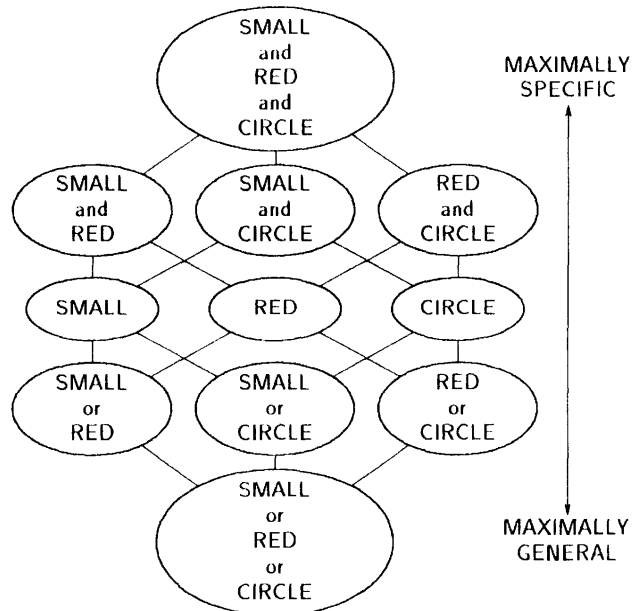 SMALL
and
RED
and
CIRCLE
MAXIMALLY
SPECIFIC
SMALL
and
RED
SMALL
and
CIRCLE
RED
and
CIRCLE
SMALL
RED
CIRCLE
SMALL
or
RED
SMALL
or
CIRCLE
RED
or
CIRCLE
SMALL
or
RED
or
CIRCLE
MAXIMALLY
GENERAL